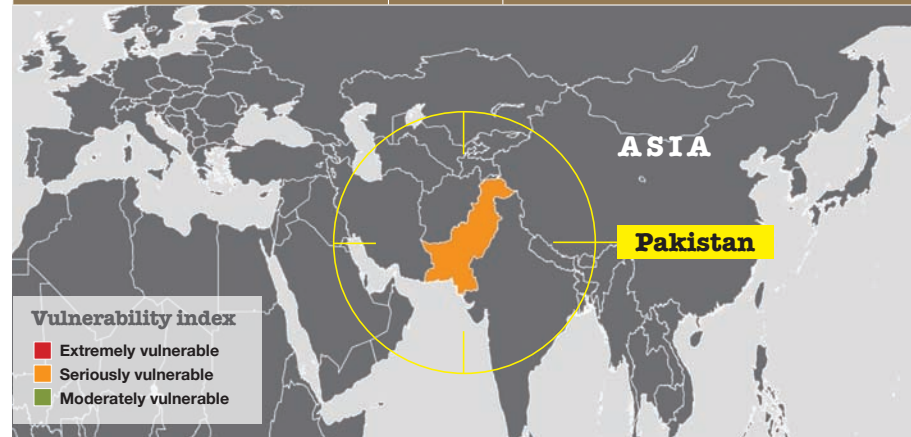 ASIA
Pakistan
Vulnerability index
Extremely vulnerable
Seriously vulnerable
Moderately vulnerable